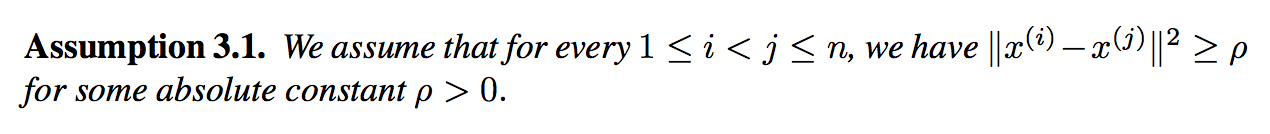 Assumption 3.1. We assume that for every 1 ≤ i < j ≤ n, we have ‖x^{(i)} − x^{(j)}‖² ≥ ρ
for some absolute constant ρ > 0.